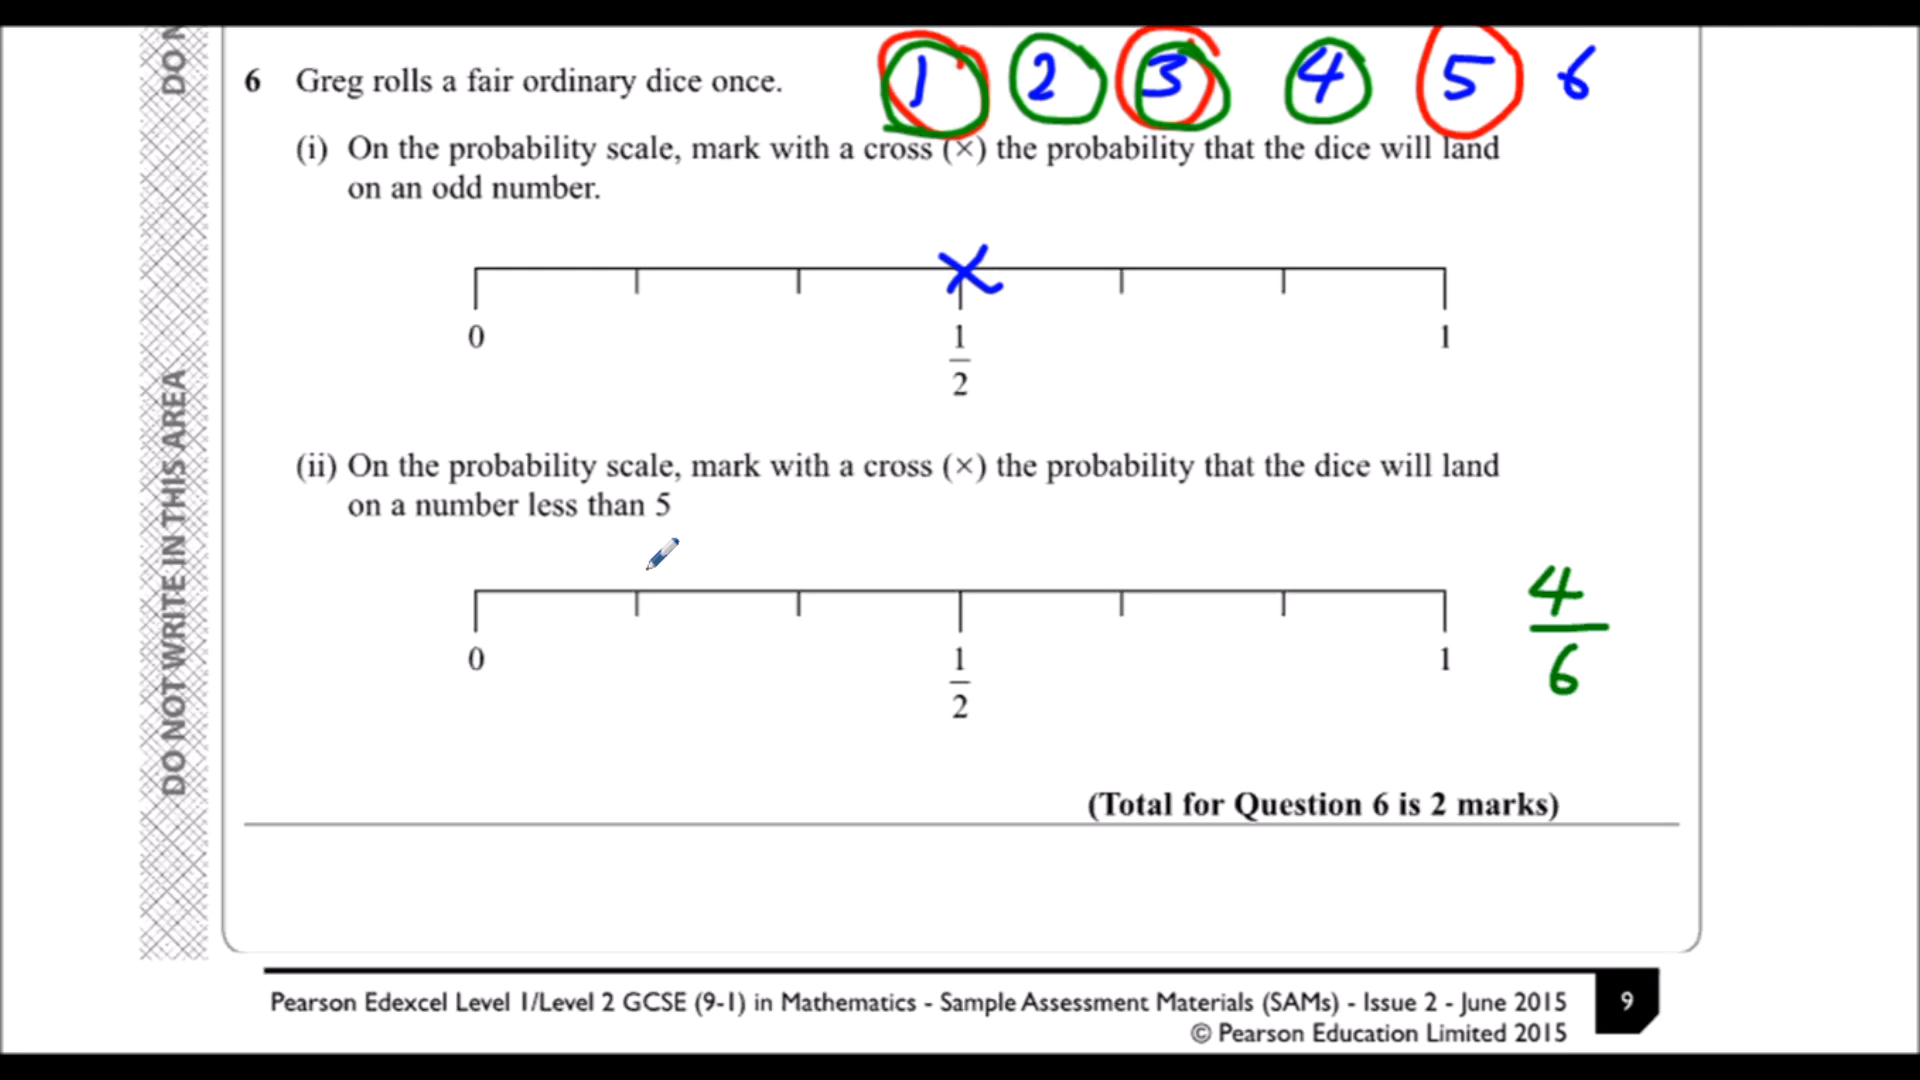 DO N
1 2 3 4 5 6
6 Greg rolls a fair ordinary dice once.
(i) On the probability scale, mark with a cross (×) the probability that the dice will land
on an odd number.
0 1/2 1
(ii) On the probability scale, mark with a cross (×) the probability that the dice will land
on a number less than 5
0 1/2 1
4/6
DO NOT WRITE IN THIS AREA
(Total for Question 6 is 2 marks)
Pearson Edexcel Level 1/Level 2 GCSE (9-1) in Mathematics - Sample Assessment Materials (SAMs) - Issue 2 - June 2015
9
© Pearson Education Limited 2015